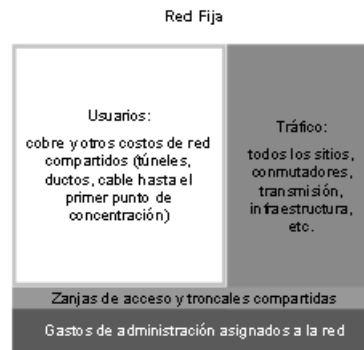 Red Fija
Usuarios:
cobre y otros costos de red
compartidos (túneles,
ductos, cable hasta el
primer punto de
concentración)
Tráfico:
todos los sitios,
conmutadores,
transmisión,
infraestructura,
etc.
Zanjas de acceso y troncales compartidas
Gastos de administración asignados a la red